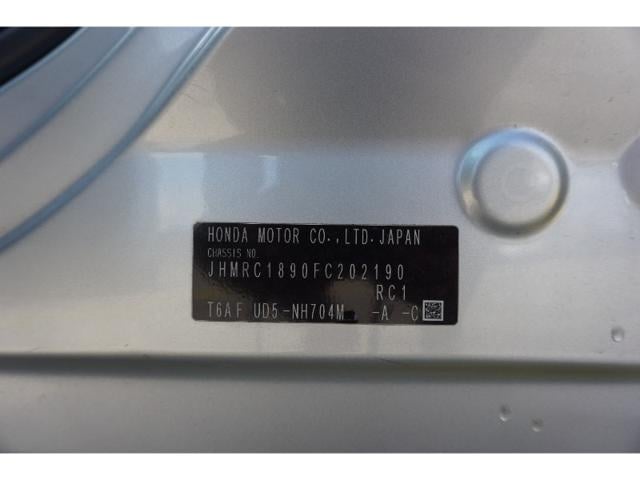 HONDA MOTOR CO.,LTD.JAPAN
CHASSIS NO.
JHMRC1890FC202190
RC1
T6AF UD5-NH704M -A -C